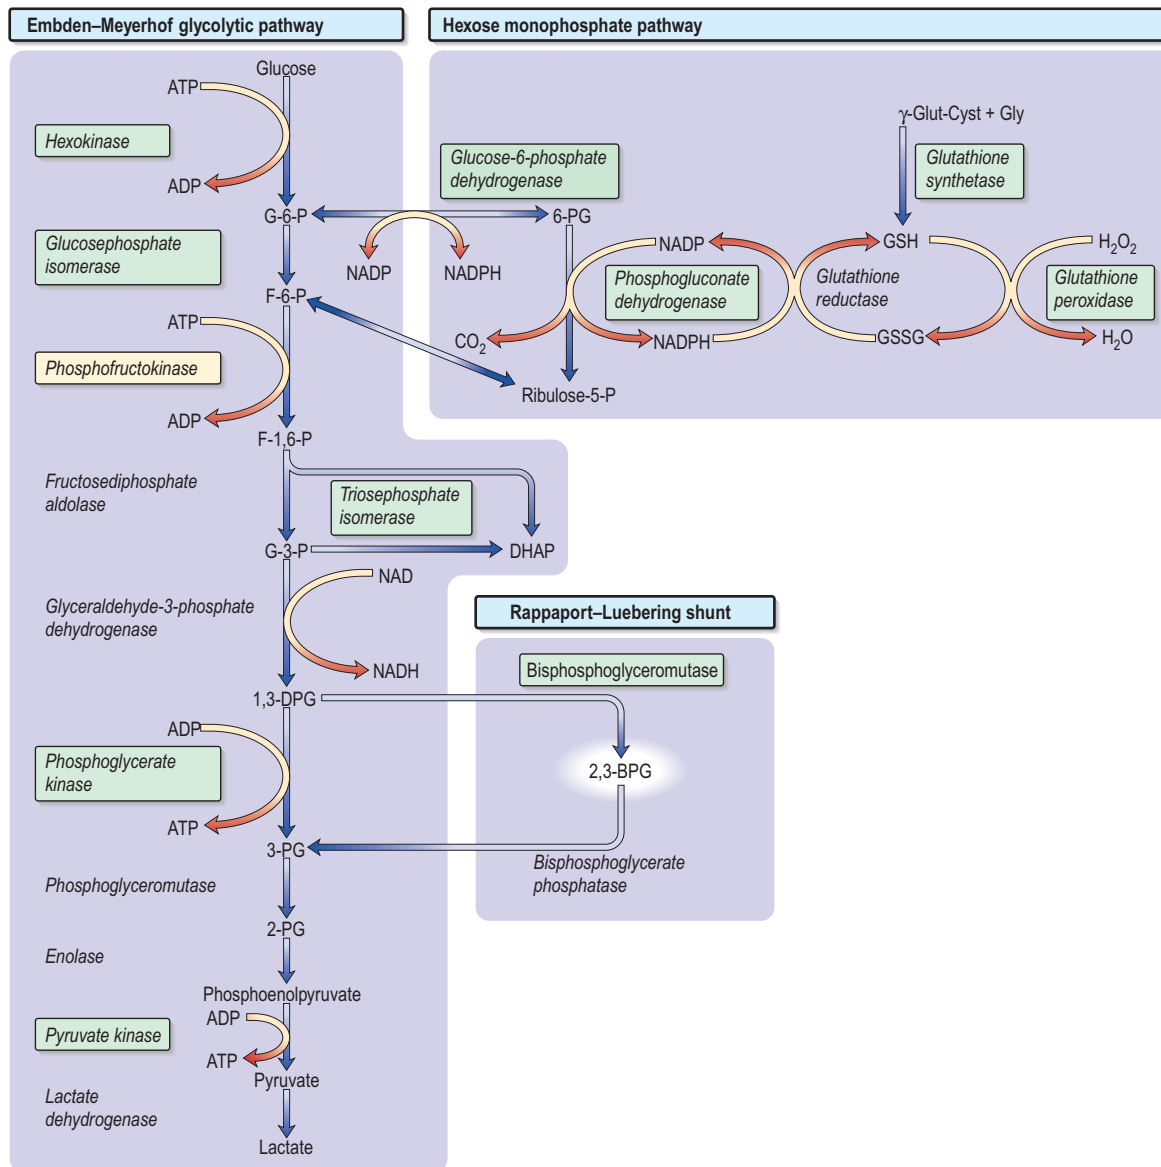 Embden–Meyerhof glycolytic pathway
Hexose monophosphate pathway
Glucose
ATP
Hexokinase
ADP
G-6-P
Glucosephosphate
isomerase
F-6-P
ATP
Phosphofructokinase
ADP
F-1,6-P
Fructosediphosphate
aldolase
Triosephosphate
isomerase
G-3-P
DHAP
NAD
Glyceraldehyde-3-phosphate
dehydrogenase
NADH
1,3-DPG
ADP
Phosphoglycerate
kinase
ATP
3-PG
Phosphoglyceromutase
2-PG
Enolase
Phosphoenolpyruvate
ADP
Pyruvate kinase
ATP
Pyruvate
Lactate
dehydrogenase
Lactate
γ-Glut-Cyst + Gly
Glucose-6-phosphate
dehydrogenase
Glutathione
synthetase
6-PG
NADP
NADPH
NADP
GSH
H₂O₂
Phosphogluconate
dehydrogenase
Glutathione
reductase
Glutathione
peroxidase
CO₂
NADPH
GSSG
H₂O
Ribulose-5-P
Rappaport–Luebering shunt
Bisphosphoglyceromutase
2,3-BPG
Bisphosphoglycerate
phosphatase